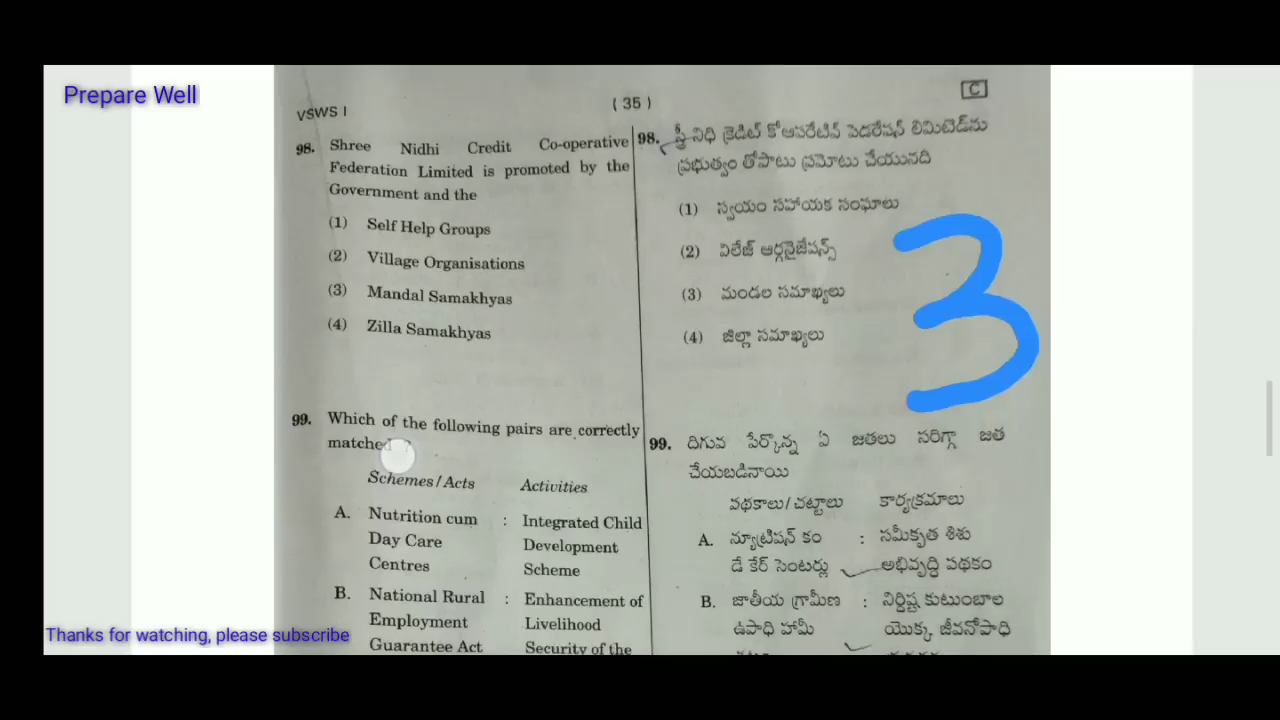 Prepare Well
VSWS I
( 35 )
C
98. Shree Nidhi Credit Co-operative
Federation Limited is promoted by the
Government and the
(1) Self Help Groups
(2) Village Organisations
(3) Mandal Samakhyas
(4) Zilla Samakhyas
99. Which of the following pairs are correctly
matched
Schemes/Acts Activities
A. Nutrition cum : Integrated Child
Day Care Development
Centres Scheme
B. National Rural : Enhancement of
Employment Livelihood
Guarantee Act Security of the
98. స్త్రీ నిధి క్రెడిట్ కోఆపరేటివ్ పెడరేషన్ లిమిటెడ్‌ను
ప్రభుత్వం తోపాటు ప్రమోటు చేయునది
(1) స్వయం సహాయక సంఘాలు
(2) విలేజ్ ఆర్గనైజేషన్స్
(3) మండల సమాఖ్యలు
(4) జిల్లా సమాఖ్యలు
3
99. దిగువ పేర్కొన్న ఏ జతలు సరిగ్గా జత
చేయబడినాయి
పథకాలు/చట్టాలు కార్యక్రమాలు
A. న్యూట్రిషన్ కం : సమీకృత శిశు
డే కేర్ సెంటర్లు అభివృద్ధి పథకం
B. జాతీయ గ్రామీణ : నిర్దిష్ట కుటుంబాల
ఉపాధి హామీ యొక్క జీవనోపాధి
Thanks for watching, please subscribe